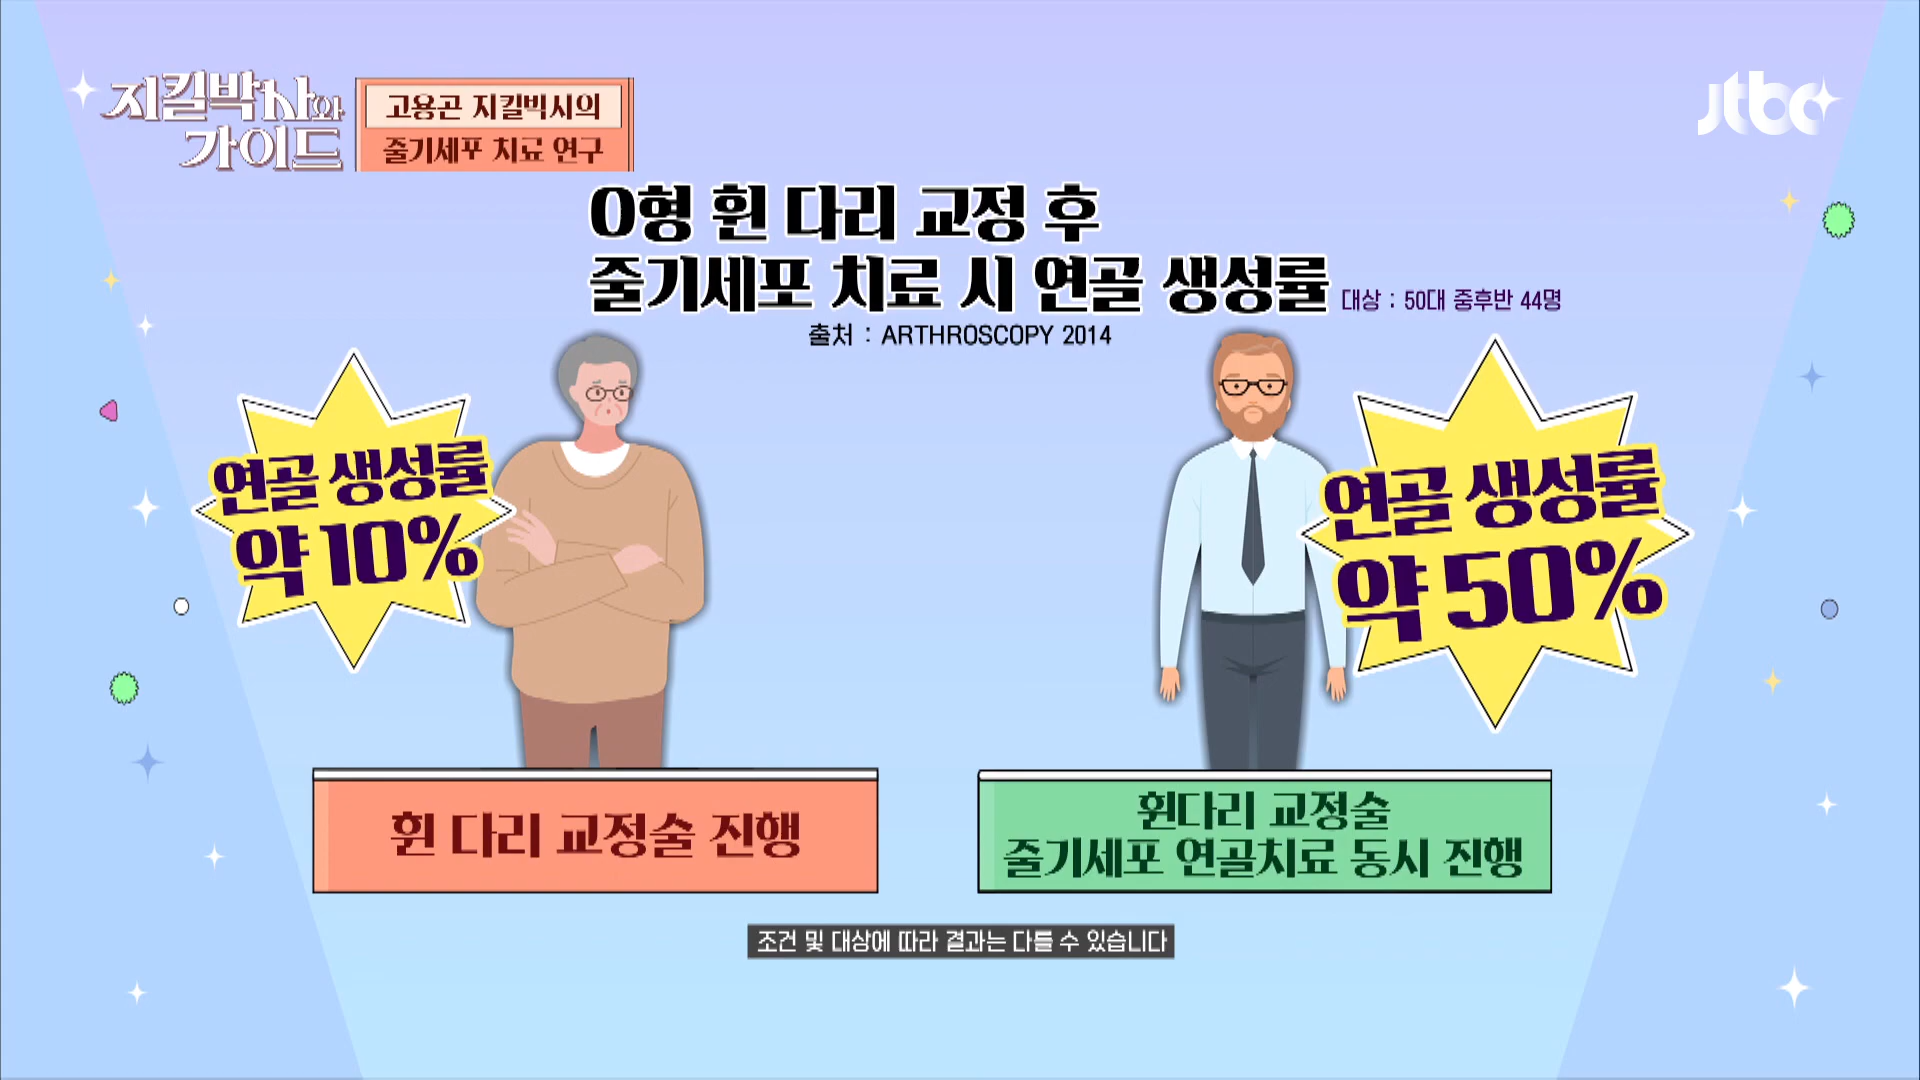 지킬박사와
가이드
고용곤 지킬박사의
줄기세포 치료 연구
jtbc
O형 휜 다리 교정 후
줄기세포 치료 시 연골 생성률
대상 : 50대 중후반 44명
출처 : ARTHROSCOPY 2014
연골 생성률
약 10%
연골 생성률
약 50%
휜 다리 교정술 진행
휜다리 교정술
줄기세포 연골치료 동시 진행
조건 및 대상에 따라 결과는 다를 수 있습니다